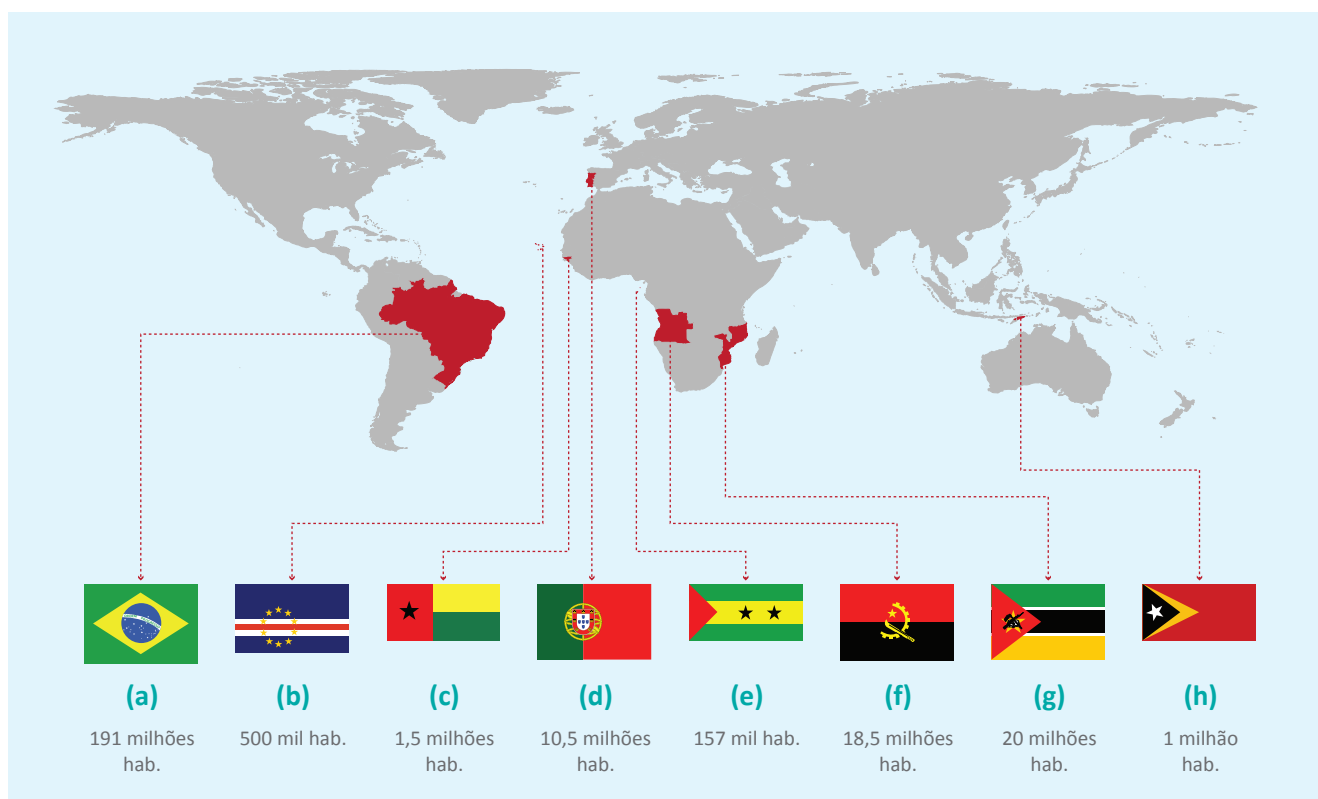 (a)
191 milhões
hab.
(b)
500 mil hab.
(c)
1,5 milhões
hab.
(d)
10,5 milhões
hab.
(e)
157 mil hab.
(f)
18,5 milhões
hab.
(g)
20 milhões
hab.
(h)
1 milhão
hab.